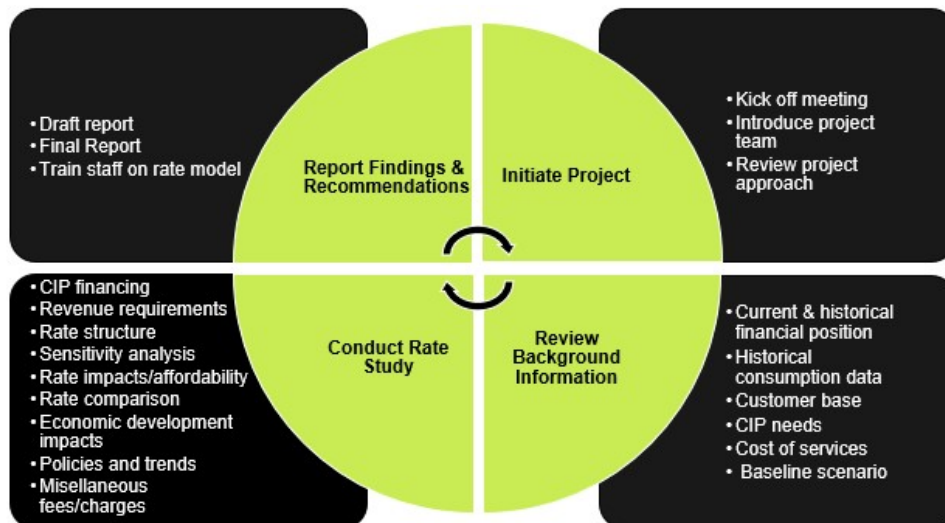 • Draft report
• Final Report
• Train staff on rate model
Report Findings &
Recommendations
Initiate Project
• Kick off meeting
• Introduce project
team
• Review project
approach
• CIP financing
• Revenue requirements
• Rate structure
• Sensitivity analysis
• Rate impacts/affordability
• Rate comparison
• Economic development
impacts
• Policies and trends
• Misellaneous
fees/charges
Conduct Rate
Study
Review
Background
Information
• Current & historical
financial position
• Historical
consumption data
• Customer base
• CIP needs
• Cost of services
• Baseline scenario